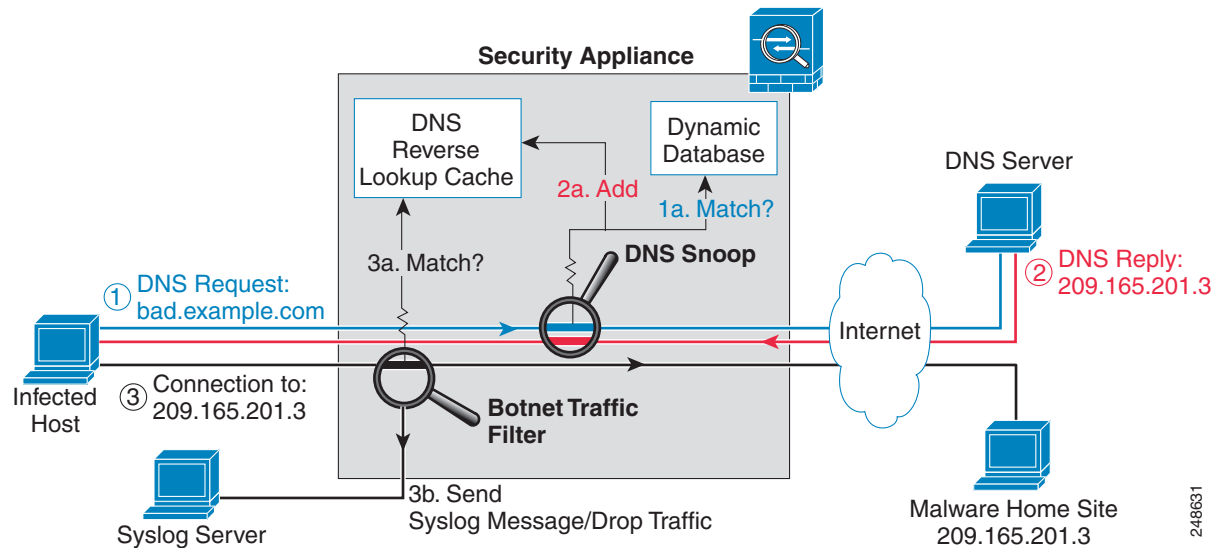 Security Appliance
DNS
Reverse
Lookup Cache
Dynamic
Database
DNS Server
2a. Add
1a. Match?
3a. Match?
DNS Snoop
1 DNS Request:
bad.example.com
2 DNS Reply:
209.165.201.3
Internet
Infected
Host
3 Connection to:
209.165.201.3
Botnet Traffic
Filter
3b. Send
Syslog Message/Drop Traffic
Syslog Server
Malware Home Site
209.165.201.3
248631